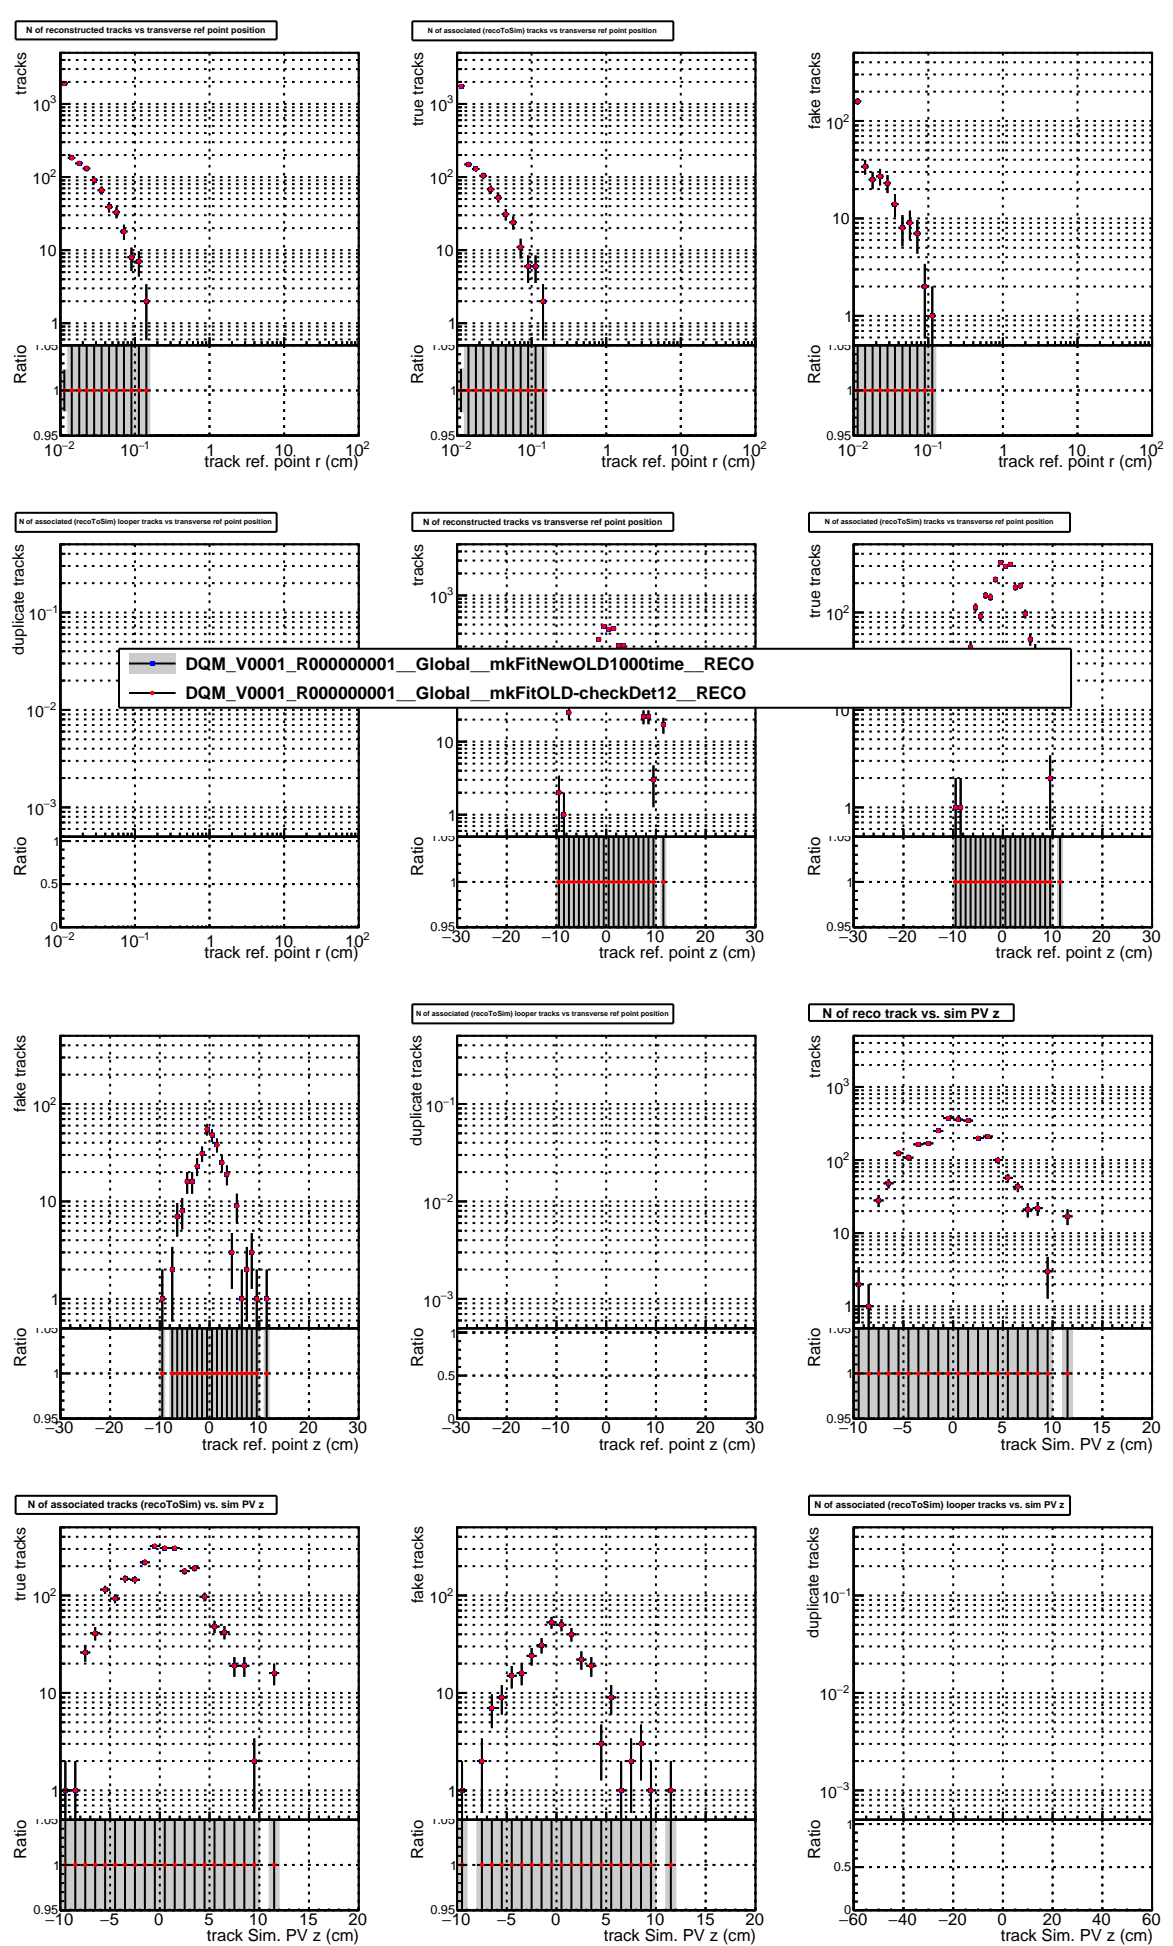 N of reconstructed tracks vs transverse ref point position
N of associated (recoToSim) tracks vs transverse ref point position
tracks
true tracks
fake tracks
10³
10²
10
1
10³
10²
10
1
10²
10
1
Ratio
1.05
1
0.95
Ratio
1.05
1
0.95
Ratio
1.05
1
0.95
10⁻² 10⁻¹ 1 10 10²
10⁻² 10⁻¹ 1 10 10²
10⁻² 10⁻¹ 1 10 10²
track ref. point r (cm)
track ref. point r (cm)
track ref. point r (cm)
N of associated (recoToSim) looper tracks vs transverse ref point position
N of reconstructed tracks vs transverse ref point position
N of associated (recoToSim) tracks vs transverse ref point position
duplicate tracks
tracks
true tracks
10⁻¹
10⁻²
10⁻³
10³
10
1
10²
10
1
DQM_V0001_R000000001__Global__mkFitNewOLD1000time__RECO
DQM_V0001_R000000001__Global__mkFitOLD-checkDet12__RECO
Ratio
1
0.5
0
Ratio
1.05
1
0.95
Ratio
1.05
1
0.95
10⁻² 10⁻¹ 1 10 10²
−30 −20 −10 0 10 20 30
−30 −20 −10 0 10 20 30
track ref. point r (cm)
track ref. point z (cm)
track ref. point z (cm)
N of associated (recoToSim) looper tracks vs transverse ref point position
N of reco track vs. sim PV z
fake tracks
duplicate tracks
tracks
10²
10
1
10⁻¹
10⁻²
10⁻³
10³
10²
10
1
Ratio
1.05
1
0.95
Ratio
1
0.5
0
Ratio
1.05
1
0.95
−30 −20 −10 0 10 20 30
−30 −20 −10 0 10 20 30
−10 −5 0 5 10 15 20
track ref. point z (cm)
track ref. point z (cm)
track Sim. PV z (cm)
N of associated tracks (recoToSim) vs. sim PV z
N of associated (recoToSim) looper tracks vs. sim PV z
true tracks
fake tracks
duplicate tracks
10²
10
1
10²
10
1
10⁻¹
10⁻²
10⁻³
Ratio
1.05
1
0.95
Ratio
1.05
1
0.95
Ratio
1
0.5
0
−10 −5 0 5 10 15 20
−10 −5 0 5 10 15 20
−60 −40 −20 0 20 40 60
track Sim. PV z (cm)
track Sim. PV z (cm)
track Sim. PV z (cm)